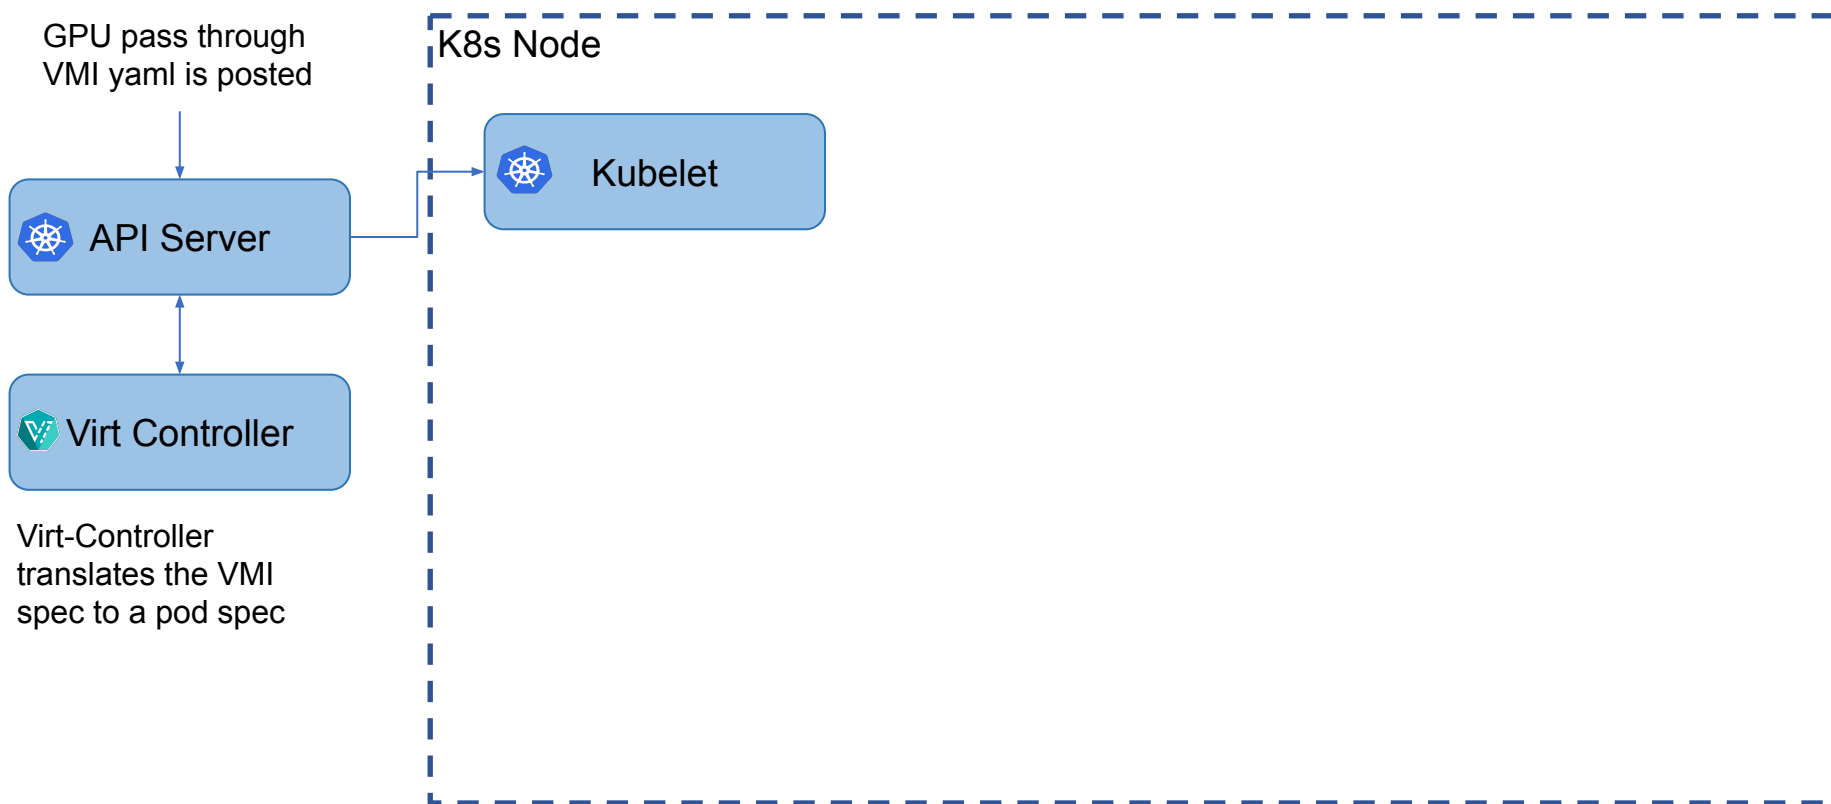 GPU pass through
VMI yaml is posted
K8s Node
Kubelet
API Server
Virt Controller
Virt-Controller
translates the VMI
spec to a pod spec